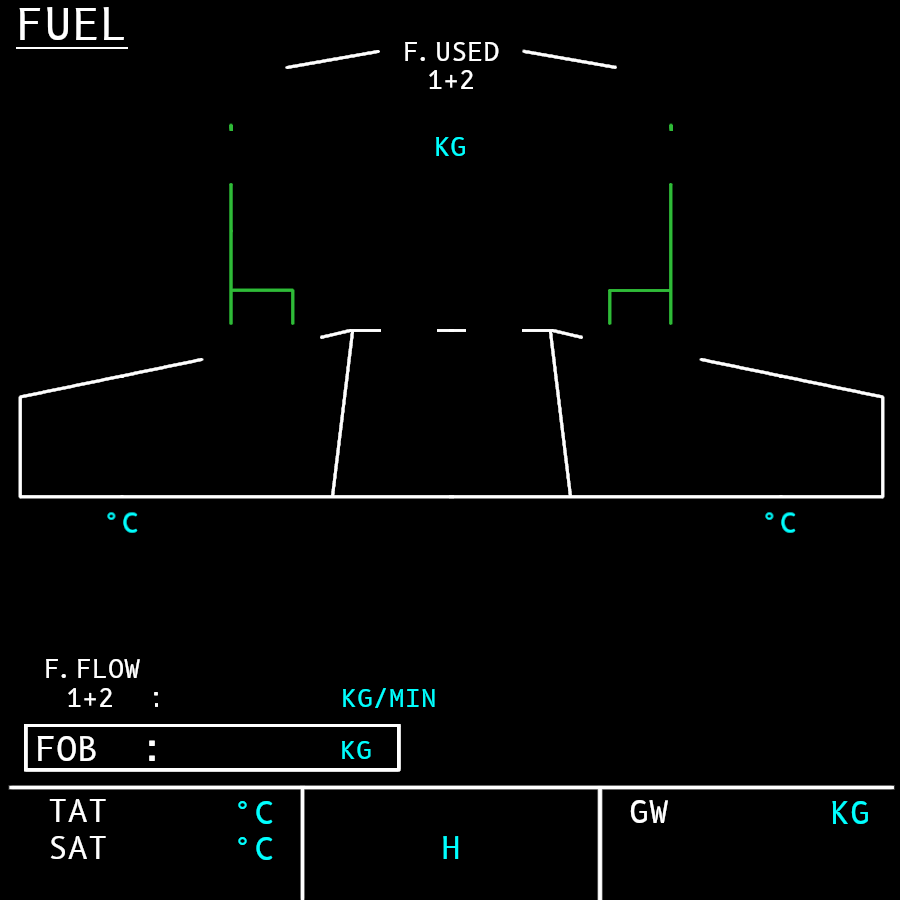 FUEL
F.USED
1+2
KG
°C °C
F.FLOW
1+2 : KG/MIN
FOB : KG
TAT °C GW KG
SAT °C H